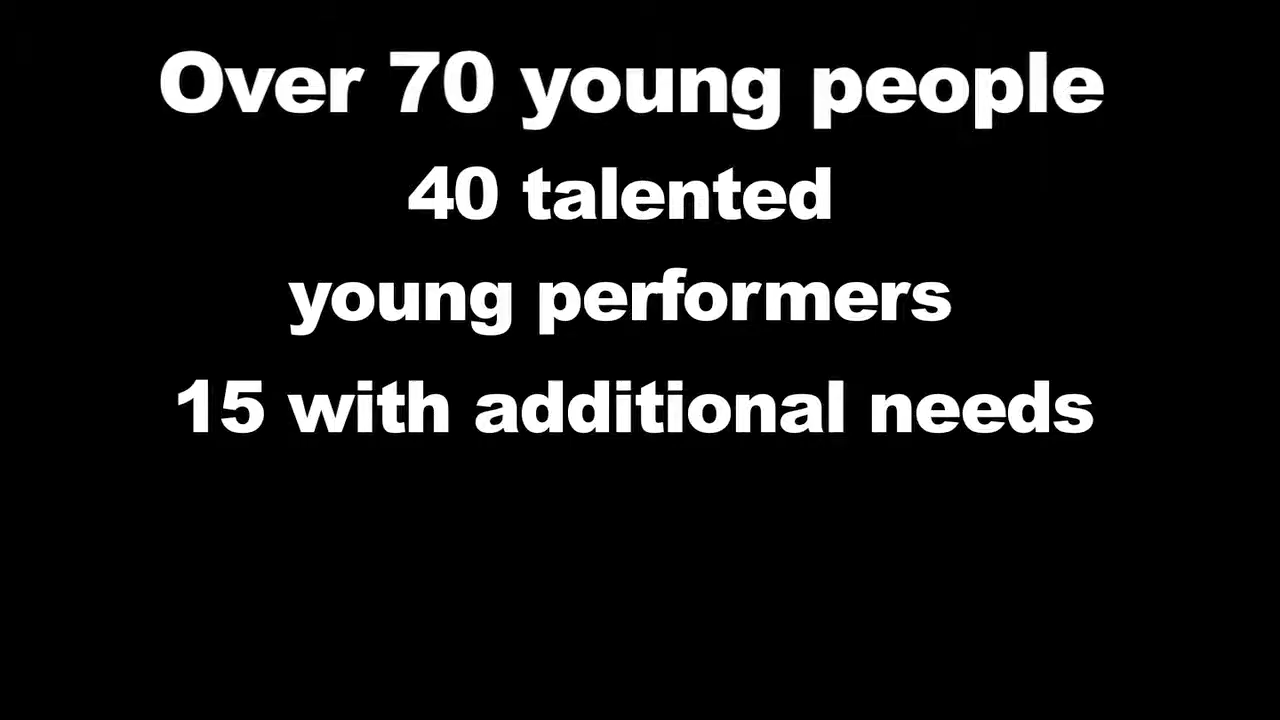 Over 70 young people
40 talented
young performers
15 with additional needs